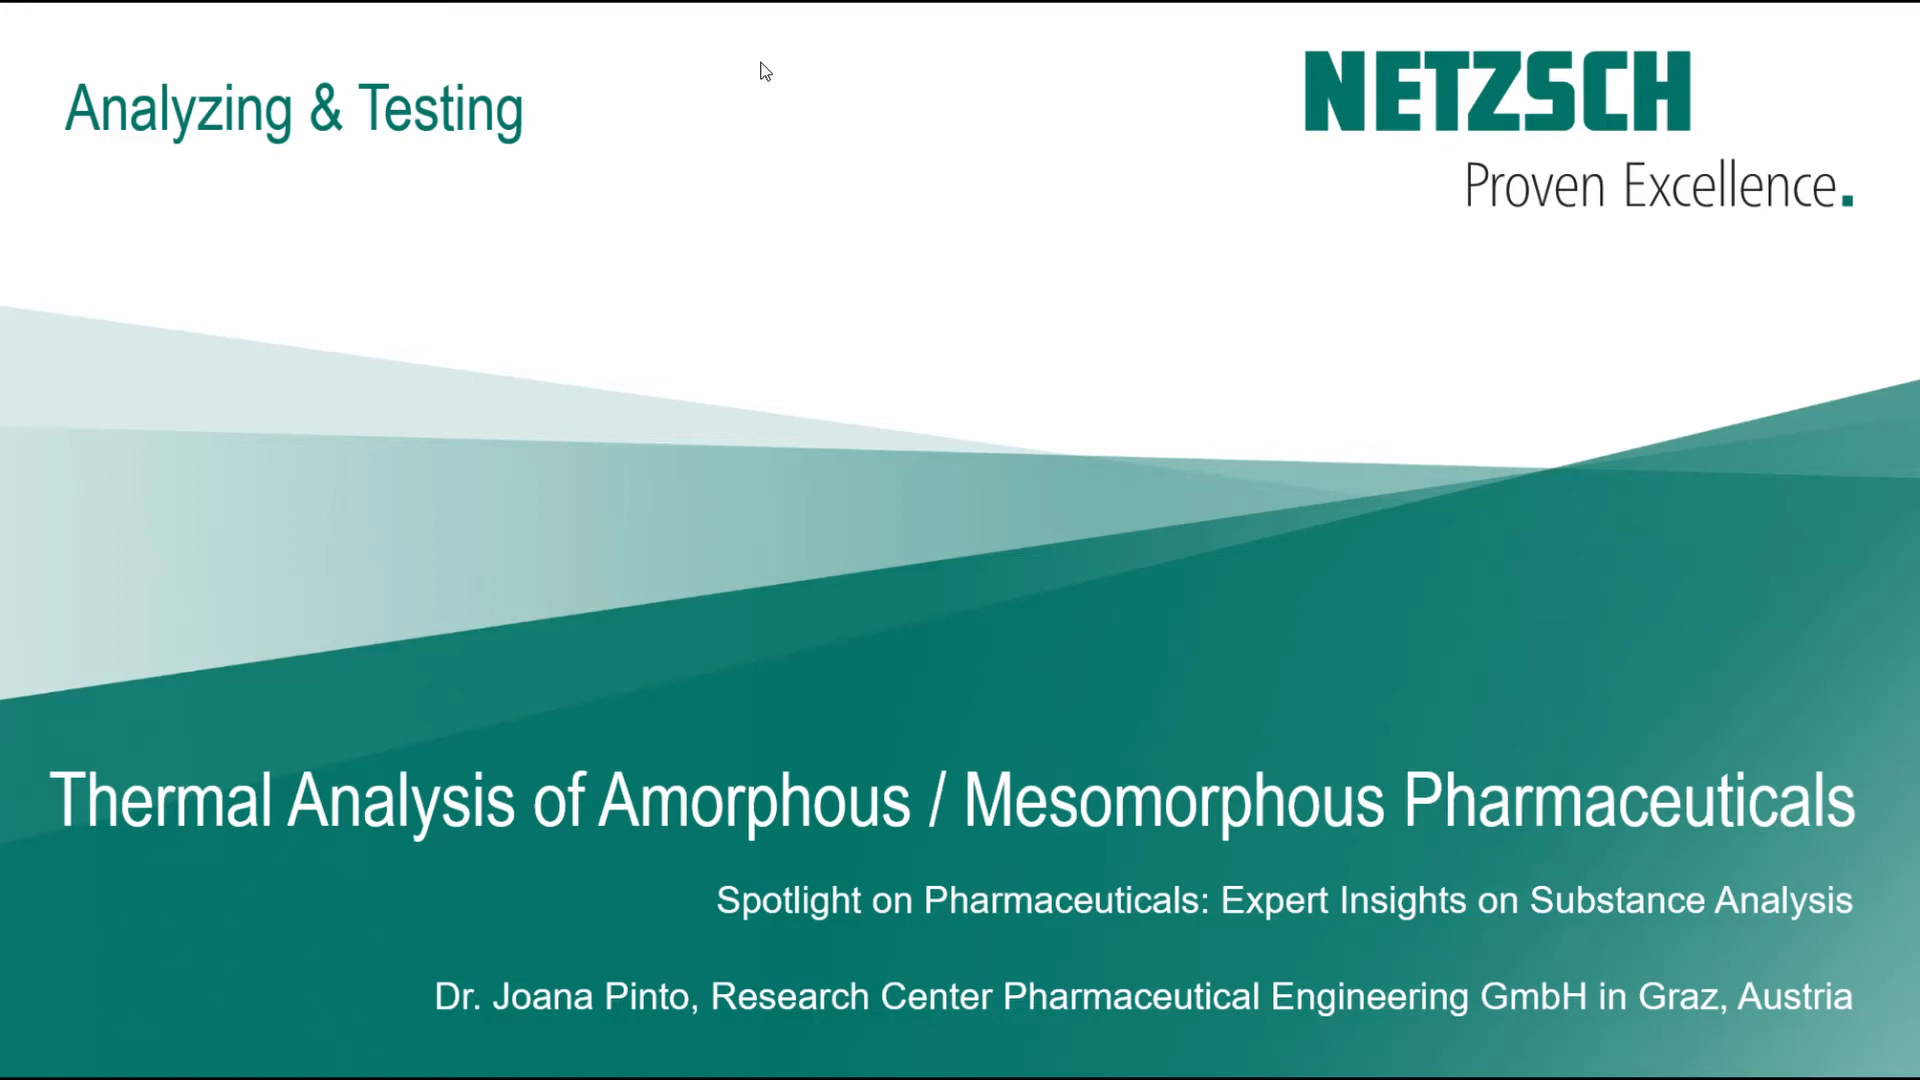 Analyzing & Testing
NETZSCH
Proven Excellence.
Thermal Analysis of Amorphous / Mesomorphous Pharmaceuticals
Spotlight on Pharmaceuticals: Expert Insights on Substance Analysis
Dr. Joana Pinto, Research Center Pharmaceutical Engineering GmbH in Graz, Austria